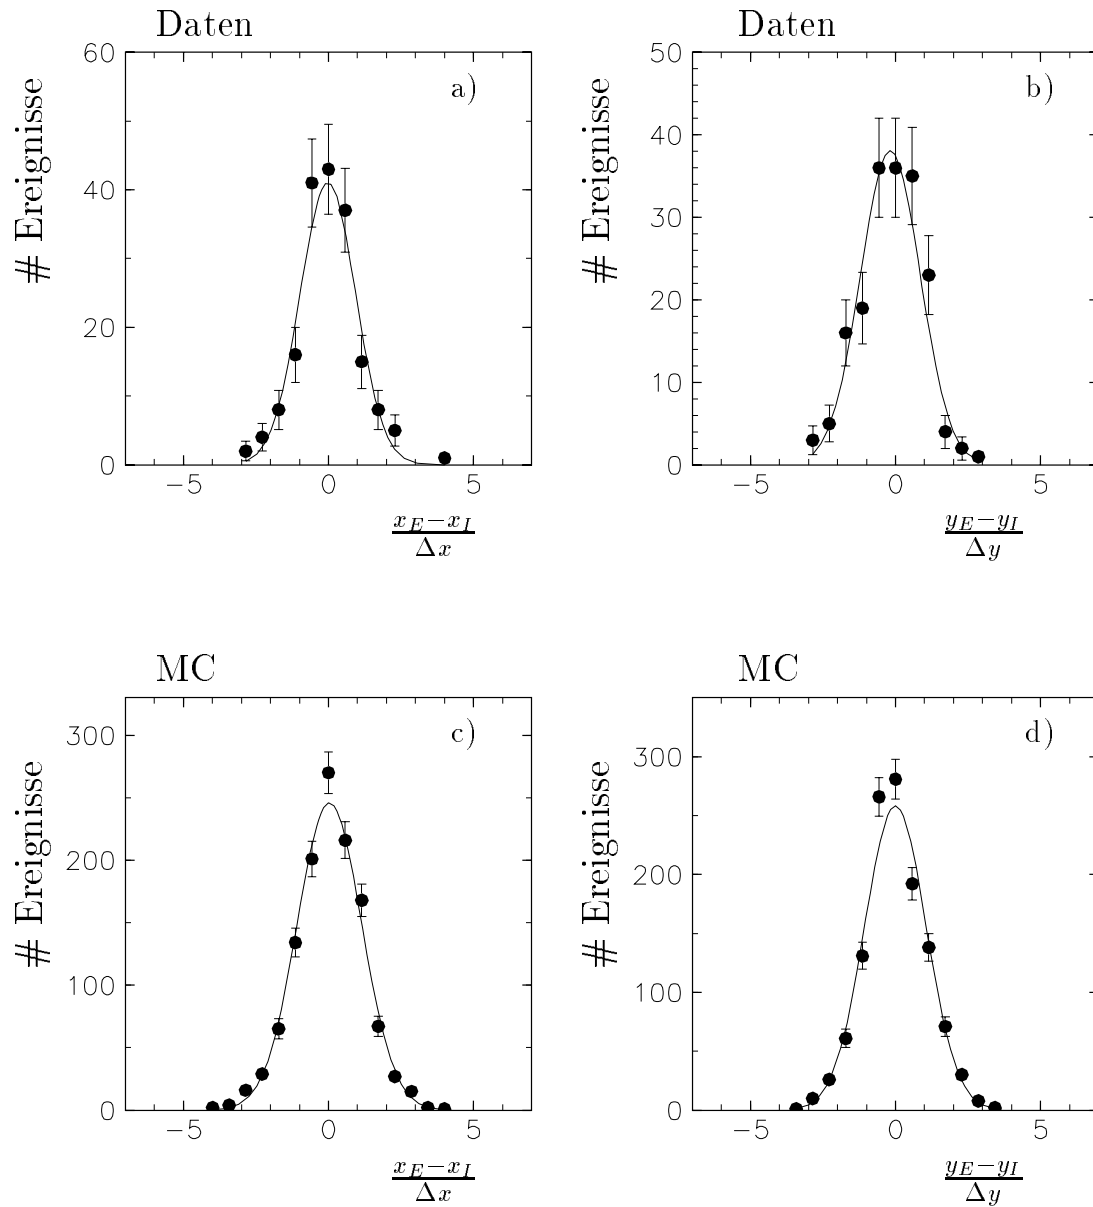 Daten
a)
# Ereignisse
60
40
20
0
−5 0 5
x_E−x_I
Δx
Daten
b)
# Ereignisse
50
40
30
20
10
0
−5 0 5
y_E−y_I
Δy
MC
c)
# Ereignisse
300
200
100
0
−5 0 5
x_E−x_I
Δx
MC
d)
# Ereignisse
300
200
100
0
−5 0 5
y_E−y_I
Δy